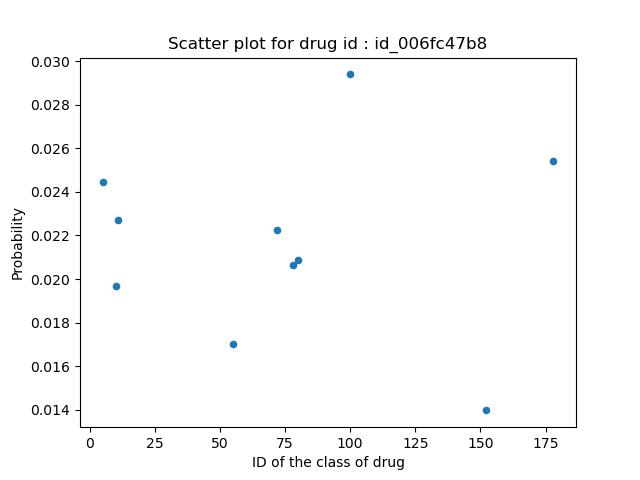 Scatter plot for drug id : id_006fc47b8
0.030
0.028
0.026
0.024
0.022
0.020
0.018
0.016
0.014
Probability
0 25 50 75 100 125 150 175
ID of the class of drug